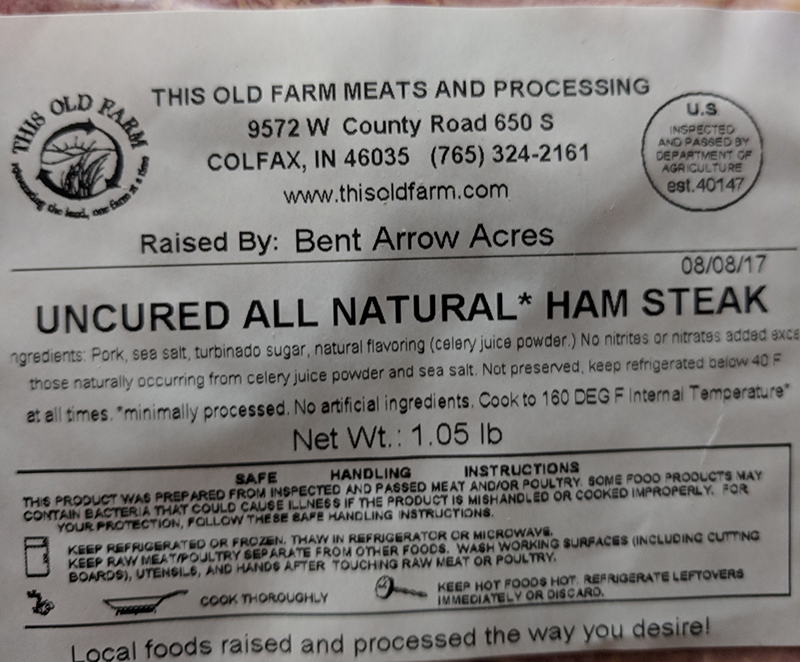 THIS OLD FARM
renewing the land, one farm at a time
THIS OLD FARM MEATS AND PROCESSING
9572 W County Road 650 S
COLFAX, IN 46035 (765) 324-2161
www.thisoldfarm.com
U.S
INSPECTED
AND PASSED BY
DEPARTMENT OF
AGRICULTURE
est.40147
Raised By: Bent Arrow Acres
08/08/17
UNCURED ALL NATURAL* HAM STEAK
ngredients: Pork, sea salt, turbinado sugar, natural flavoring (celery juice powder.) No nitrites or nitrates added exce
those naturally occurring from celery juice powder and sea salt. Not preserved, keep refrigerated below 40 F
at all times. *minimally processed. No artificial ingredients. Cook to 160 DEG F Internal Temperature*
Net Wt.: 1.05 lb
SAFE HANDLING INSTRUCTIONS
THIS PRODUCT WAS PREPARED FROM INSPECTED AND PASSED MEAT AND/OR POULTRY. SOME FOOD PRODUCTS MAY
CONTAIN BACTERIA THAT COULD CAUSE ILLNESS IF THE PRODUCT IS MISHANDLED OR COOKED IMPROPERLY. FOR
YOUR PROTECTION, FOLLOW THESE SAFE HANDLING INSTRUCTIONS.
KEEP REFRIGERATED OR FROZEN. THAW IN REFRIGERATOR OR MICROWAVE.
KEEP RAW MEAT/POULTRY SEPARATE FROM OTHER FOODS. WASH WORKING SURFACES (INCLUDING CUTTING
BOARDS), UTENSILS, AND HANDS AFTER TOUCHING RAW MEAT OR POULTRY.
COOK THOROUGHLY
KEEP HOT FOODS HOT. REFRIGERATE LEFTOVERS
IMMEDIATELY OR DISCARD.
Local foods raised and processed the way you desire!